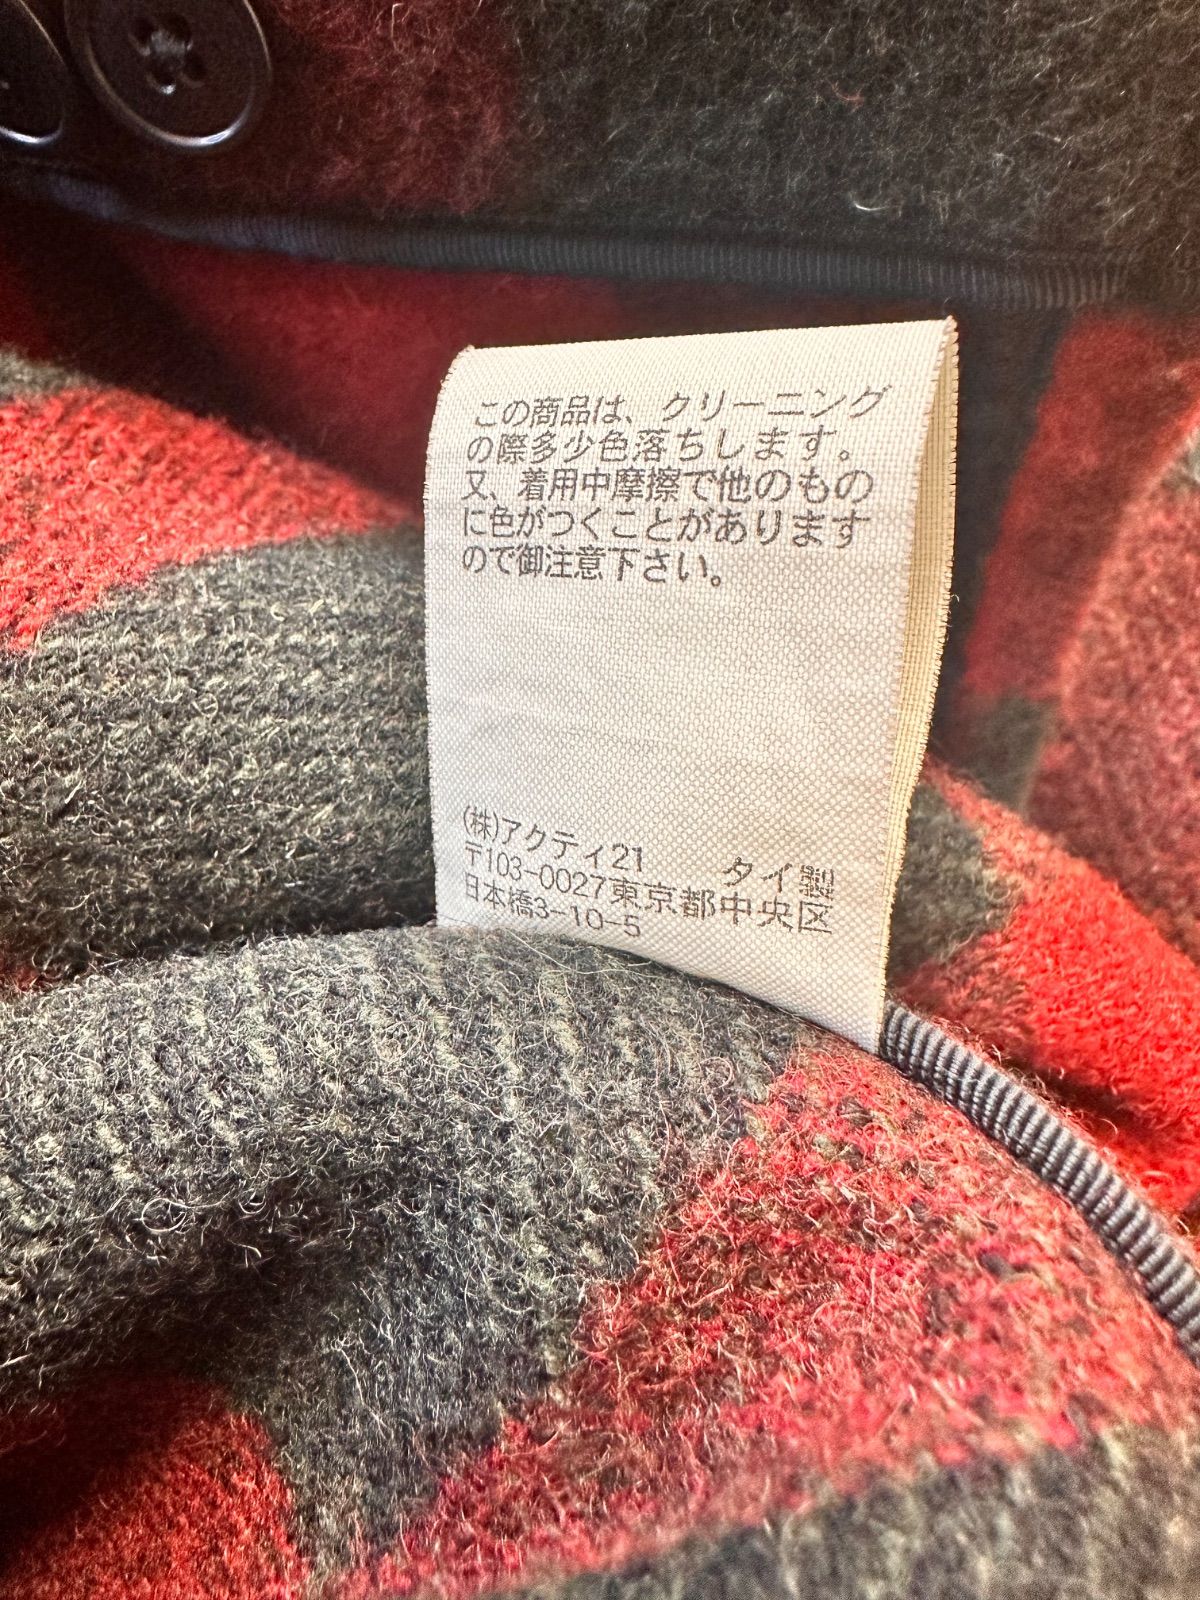 この商品は、クリーニング
の際多少色落ちします。
又、着用中摩擦で他のもの
に色がつくことがあります
ので御注意下さい。
(株)アクティ21 タイ製
〒103-0027東京都中央区
日本橋3-10-5